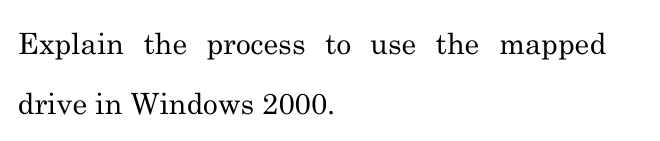 Explain the process to use the mapped
drive in Windows 2000.